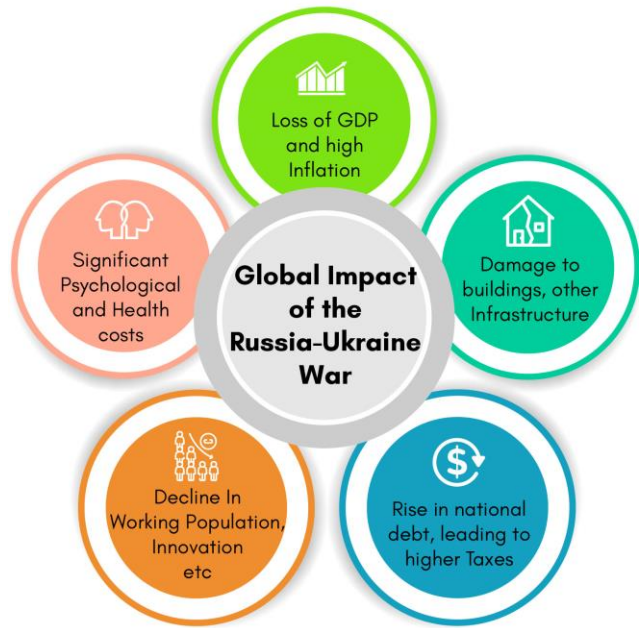 Loss of GDP
and high
Inflation
Significant
Psychological
and Health
costs
Global Impact
of the
Russia-Ukraine
War
Damage to
buildings, other
Infrastructure
Decline In
Working Population,
Innovation
etc
$
Rise in national
debt, leading to
higher Taxes